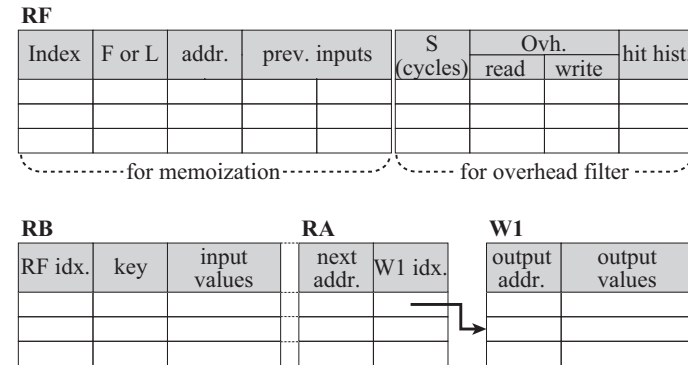 RF
Index F or L addr. prev. inputs S (cycles) Ovh. read write hit hist.
for memoization for overhead filter
RB RA W1
RF idx. key input values next addr. W1 idx. output addr. output values